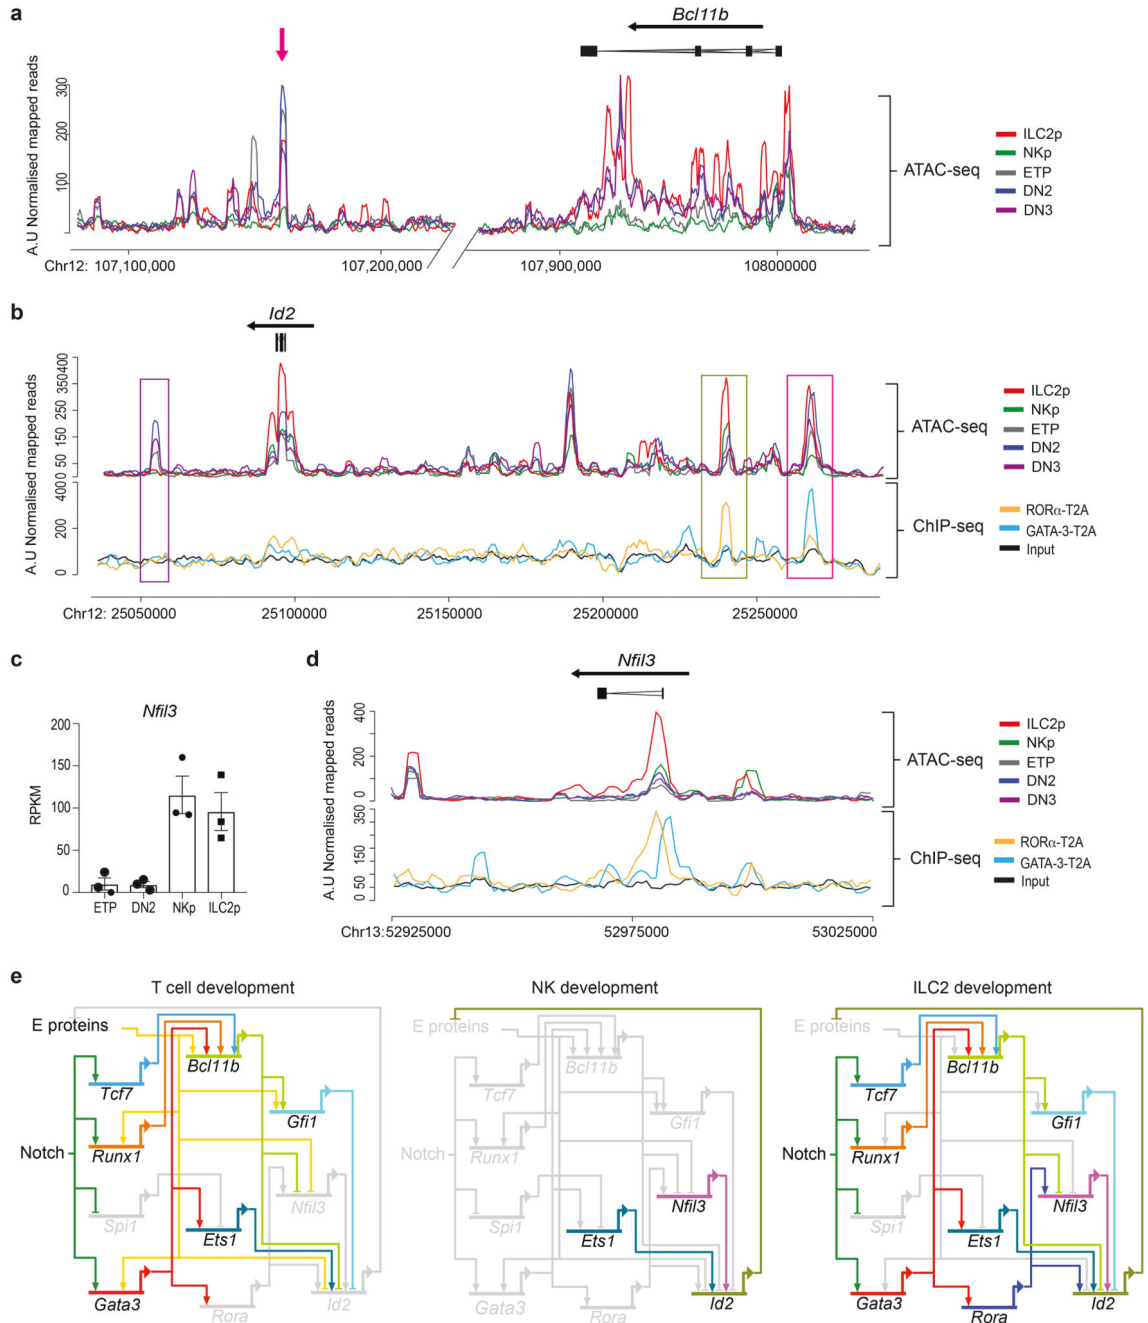 a
Bcl11b
A.U Normalised mapped reads
300
200
100
ATAC-seq
ILC2p
NKp
ETP
DN2
DN3
Chr12: 107,100,000
107,200,000
107,900,000
108000000
b
Id2
A.U Normalised mapped reads
350400
250
150
50
0
400
200
0
ATAC-seq
ChIP-seq
ILC2p
NKp
ETP
DN2
DN3
RORα-T2A
GATA-3-T2A
Input
Chr12: 25050000
25100000
25150000
25200000
25250000
c
Nfil3
RPKM
200
150
100
50
0
ETP
DN2
NKp
ILC2p
d
Nfil3
A.U Normalised mapped reads
400
200
0
350
250
150
50
0
ATAC-seq
ChIP-seq
ILC2p
NKp
ETP
DN2
DN3
RORα-T2A
GATA-3-T2A
Input
Chr13:52925000
52975000
53025000
e
T cell development
E proteins
Bcl11b
Tcf7
Gfi1
Notch
Runx1
Nfil3
Spi1
Ets1
Gata3
Rora
Id2
NK development
E proteins
Bcl11b
Tcf7
Gfi1
Notch
Runx1
Nfil3
Spi1
Ets1
Gata3
Rora
Id2
ILC2 development
E proteins
Bcl11b
Tcf7
Gfi1
Notch
Runx1
Nfil3
Spi1
Ets1
Gata3
Rora
Id2